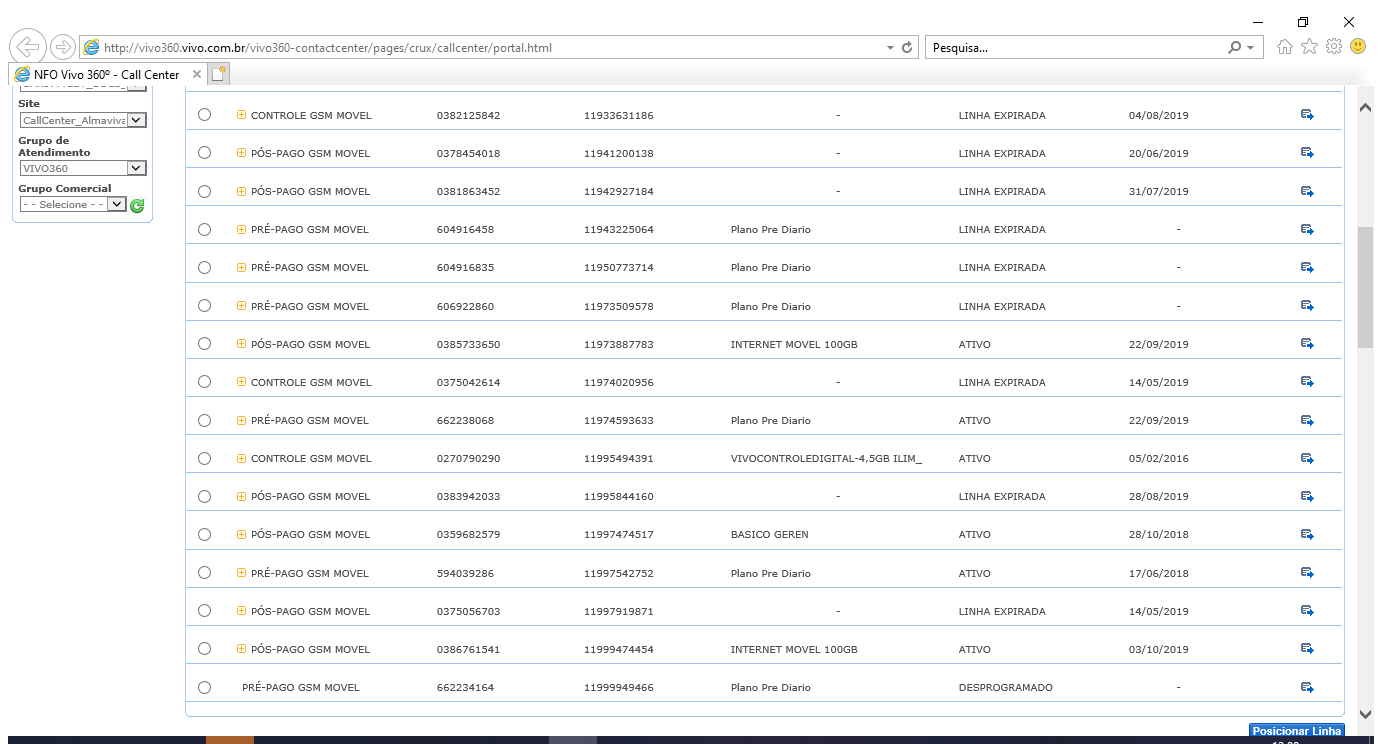 http://vivo360.vivo.com.br/vivo360-contactcenter/pages/crux/callcenter/portal.html
Pesquisa...
NFO Vivo 360º - Call Center
Site
CallCenter_Almaviva
Grupo de
Atendimento
VIVO360
Grupo Comercial
- - Selecione - -
CONTROLE GSM MOVEL 0382125842 11933631186 - LINHA EXPIRADA 04/08/2019
PÓS-PAGO GSM MOVEL 0378454018 11941200138 - LINHA EXPIRADA 20/06/2019
PÓS-PAGO GSM MOVEL 0381863452 11942927184 - LINHA EXPIRADA 31/07/2019
PRÉ-PAGO GSM MOVEL 604916458 11943225064 Plano Pre Diario LINHA EXPIRADA -
PRÉ-PAGO GSM MOVEL 604916835 11950773714 Plano Pre Diario LINHA EXPIRADA -
PRÉ-PAGO GSM MOVEL 606922860 11973509578 Plano Pre Diario LINHA EXPIRADA -
PÓS-PAGO GSM MOVEL 0385733650 11973887783 INTERNET MOVEL 100GB ATIVO 22/09/2019
CONTROLE GSM MOVEL 0375042614 11974020956 - LINHA EXPIRADA 14/05/2019
PRÉ-PAGO GSM MOVEL 662238068 11974593633 Plano Pre Diario ATIVO 22/09/2019
CONTROLE GSM MOVEL 0270790290 11995494391 VIVOCONTROLEDIGITAL-4,5GB ILIM_ ATIVO 05/02/2016
PÓS-PAGO GSM MOVEL 0383942033 11995844160 - LINHA EXPIRADA 28/08/2019
PÓS-PAGO GSM MOVEL 0359682579 11997474517 BASICO GEREN ATIVO 28/10/2018
PRÉ-PAGO GSM MOVEL 594039286 11997542752 Plano Pre Diario ATIVO 17/06/2018
PÓS-PAGO GSM MOVEL 0375056703 11997919871 - LINHA EXPIRADA 14/05/2019
PÓS-PAGO GSM MOVEL 0386761541 11999474454 INTERNET MOVEL 100GB ATIVO 03/10/2019
PRÉ-PAGO GSM MOVEL 662234164 11999949466 Plano Pre Diario DESPROGRAMADO -
Posicionar Linha